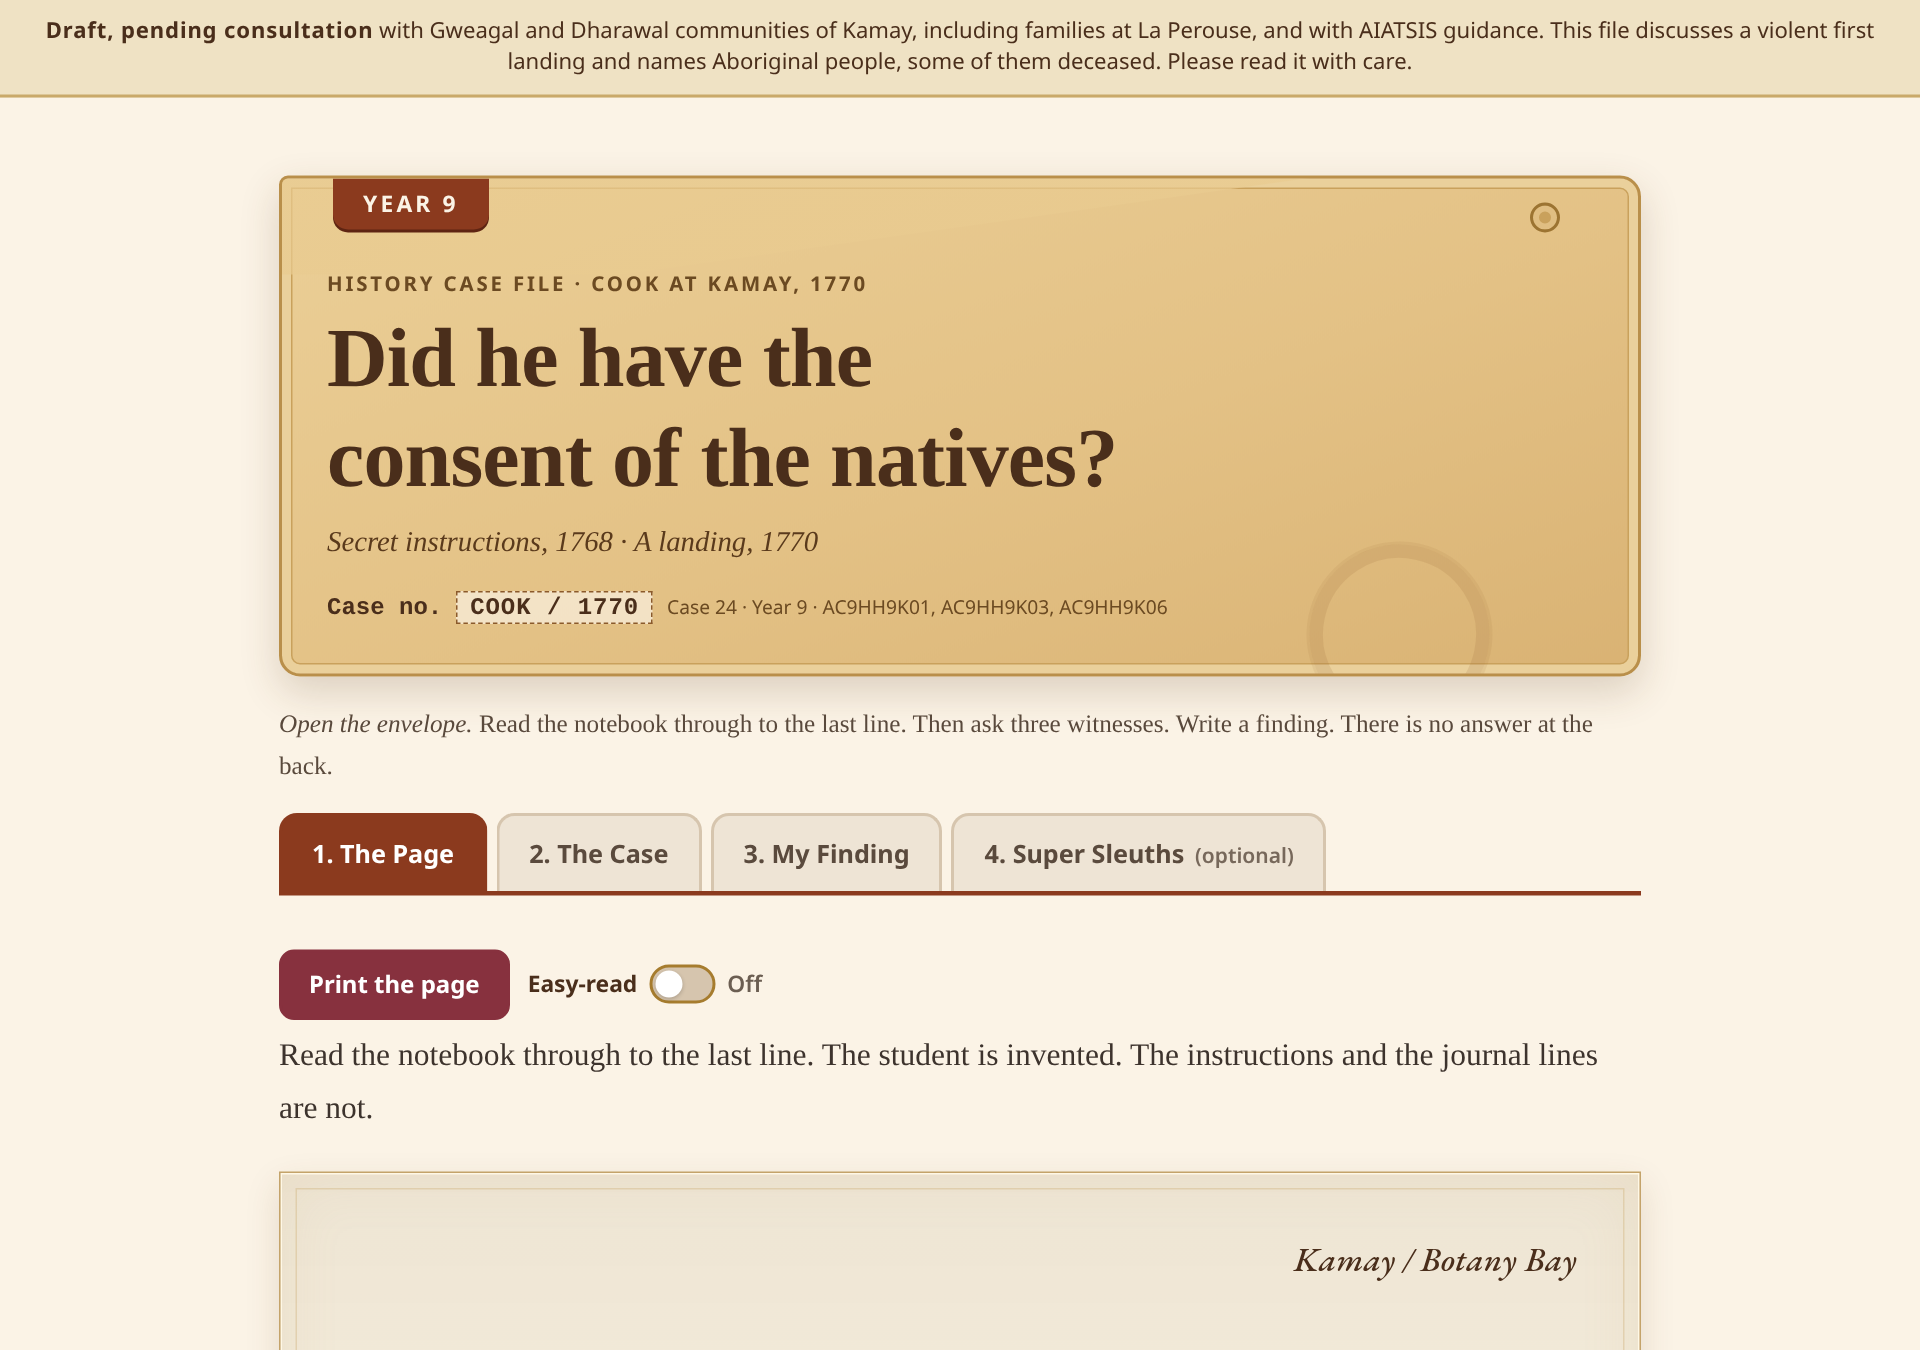 Draft, pending consultation with Gweagal and Dharawal communities of Kamay, including families at La Perouse, and with AIATSIS guidance. This file discusses a violent first
landing and names Aboriginal people, some of them deceased. Please read it with care.
YEAR 9
HISTORY CASE FILE · COOK AT KAMAY, 1770
Did he have the
consent of the natives?
Secret instructions, 1768 · A landing, 1770
Case no. COOK / 1770 Case 24 · Year 9 · AC9HH9K01, AC9HH9K03, AC9HH9K06
Open the envelope. Read the notebook through to the last line. Then ask three witnesses. Write a finding. There is no answer at the
back.
1. The Page 2. The Case 3. My Finding 4. Super Sleuths (optional)
Print the page Easy-read Off
Read the notebook through to the last line. The student is invented. The instructions and the journal lines
are not.
Kamay / Botany Bay